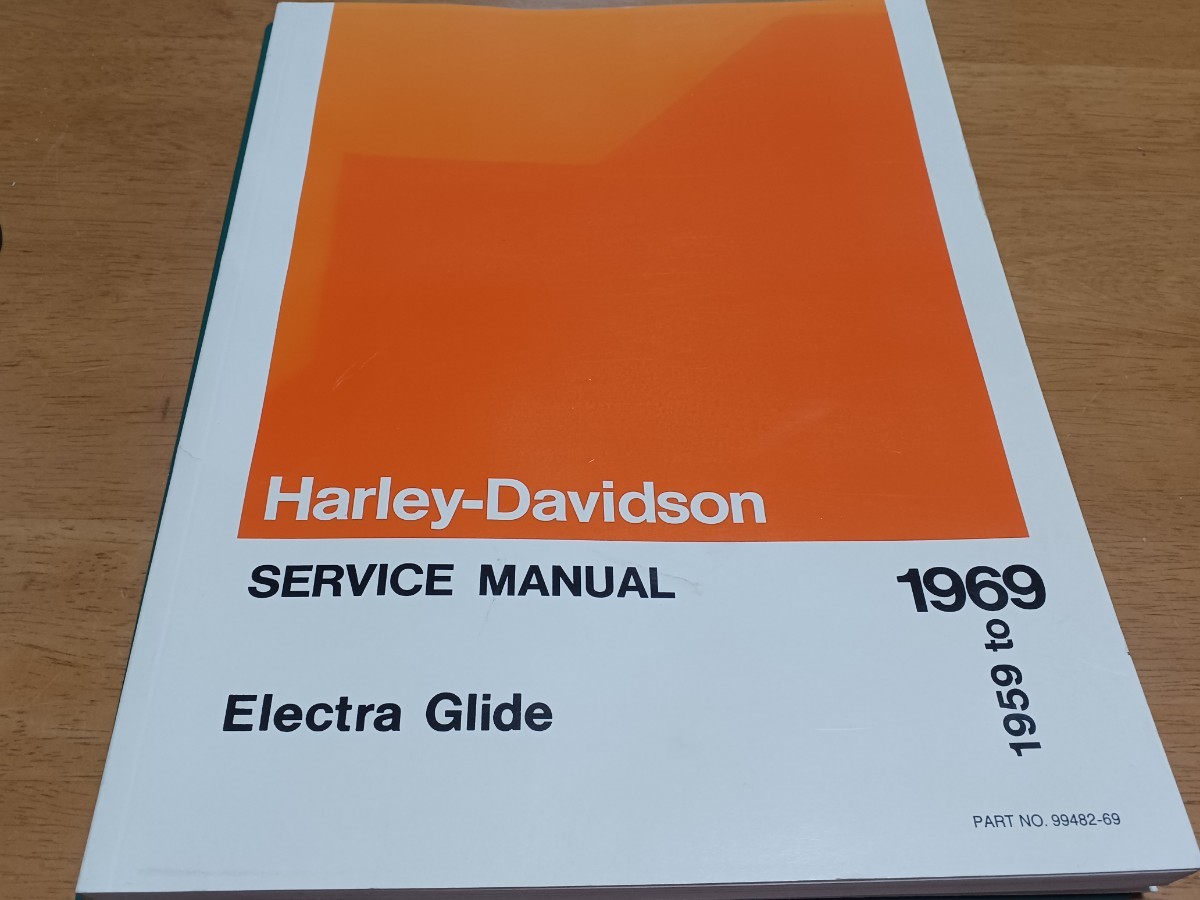 Harley-Davidson
SERVICE MANUAL
1969
1959 to
Electra Glide
PART NO. 99482-69